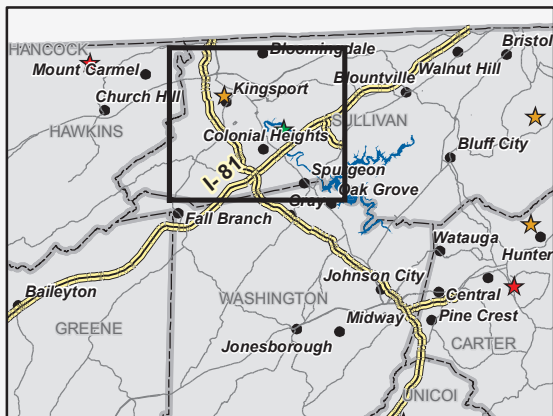 HANCOCK
Bloomingdale
Bristol
Mount Carmel
Walnut Hill
Blountville
Kingsport
Church Hill
SULLIVAN
HAWKINS
Colonial Heights
Bluff City
I- 81
Spurgeon
Gray
Oak Grove
Fall Branch
Watauga
Hunter
Johnson City
Baileyton
WASHINGTON
Central
Midway
Pine Crest
GREENE
Jonesborough
CARTER
UNICOI